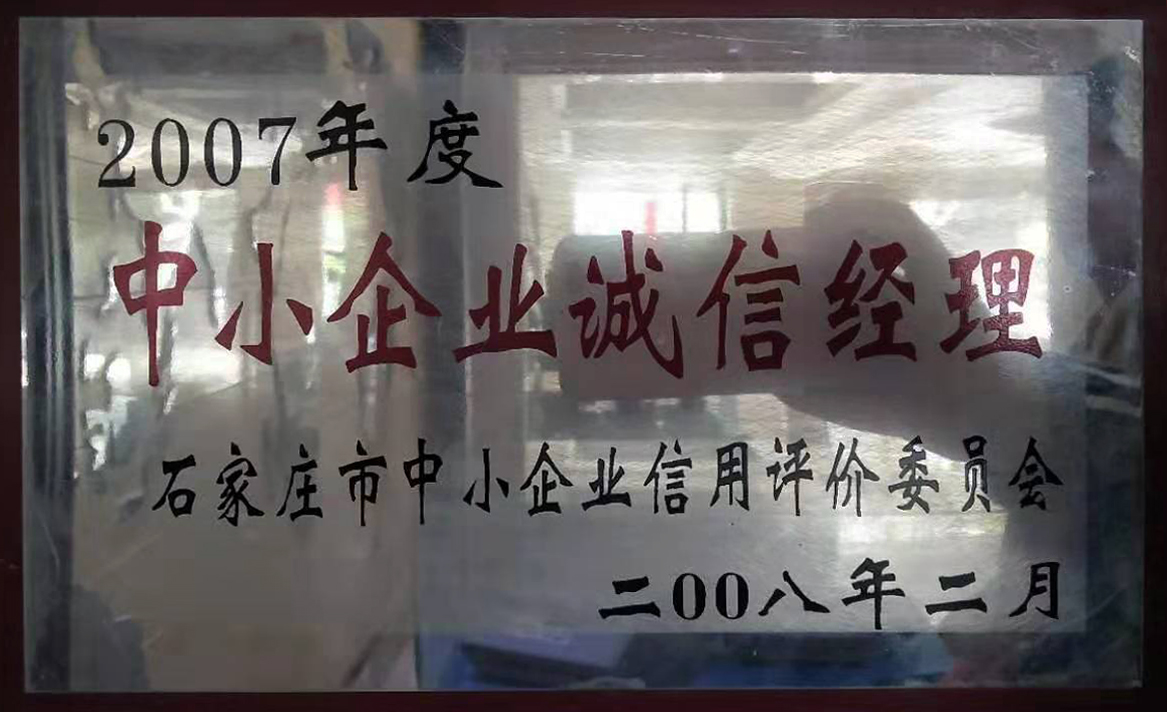 2007年度
中小企业诚信经理
石家庄市中小企业信用评价委员会
二00八年二月